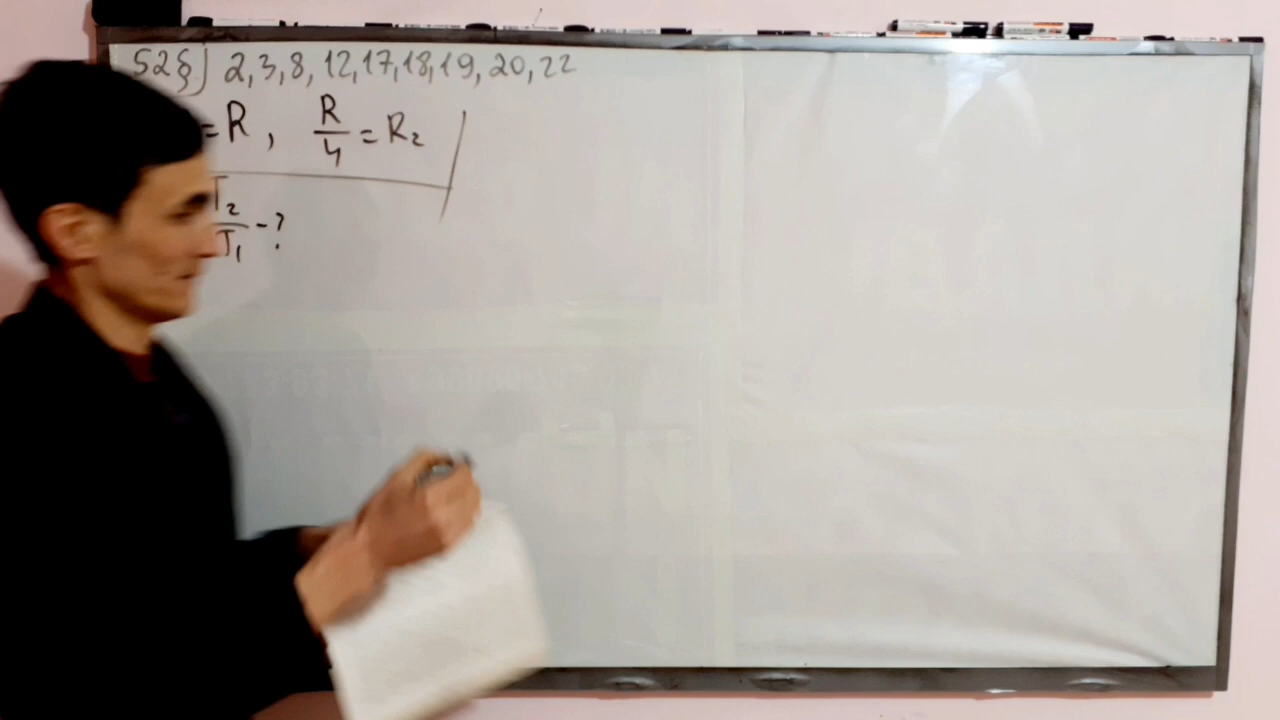 52§) 2,3,8,12,17,18,19,20,22
=R, R/4 = R₂
T₂/T₁ - ?